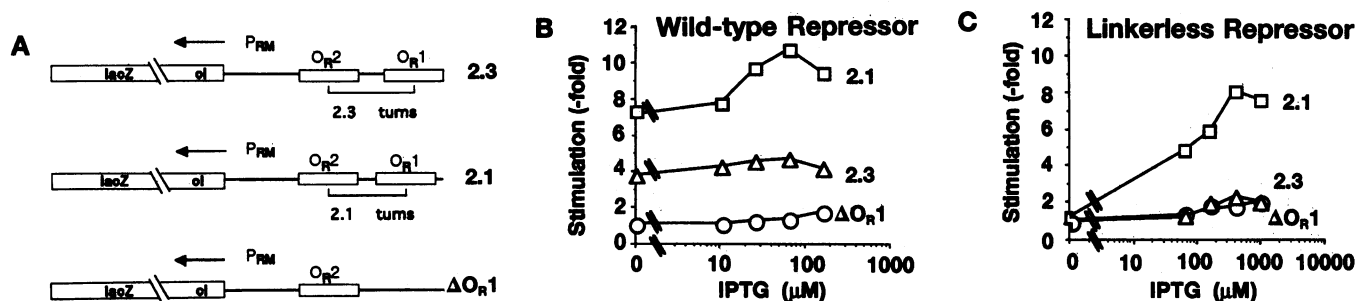 A
P_RM
lacZ
cI
O_R2
O_R1
2.3
2.3 turns
P_RM
lacZ
cI
O_R2
O_R1
2.1
2.1 turns
P_RM
lacZ
cI
O_R2
ΔO_R1
B
Wild-type Repressor
Stimulation (-fold)
12
10
8
6
4
2
0
2.1
2.3
ΔO_R1
0
10
100
1000
IPTG (μM)
C
Linkerless Repressor
Stimulation (-fold)
12
10
8
6
4
2
0
2.1
2.3
ΔO_R1
0
10
100
1000
10000
IPTG (μM)